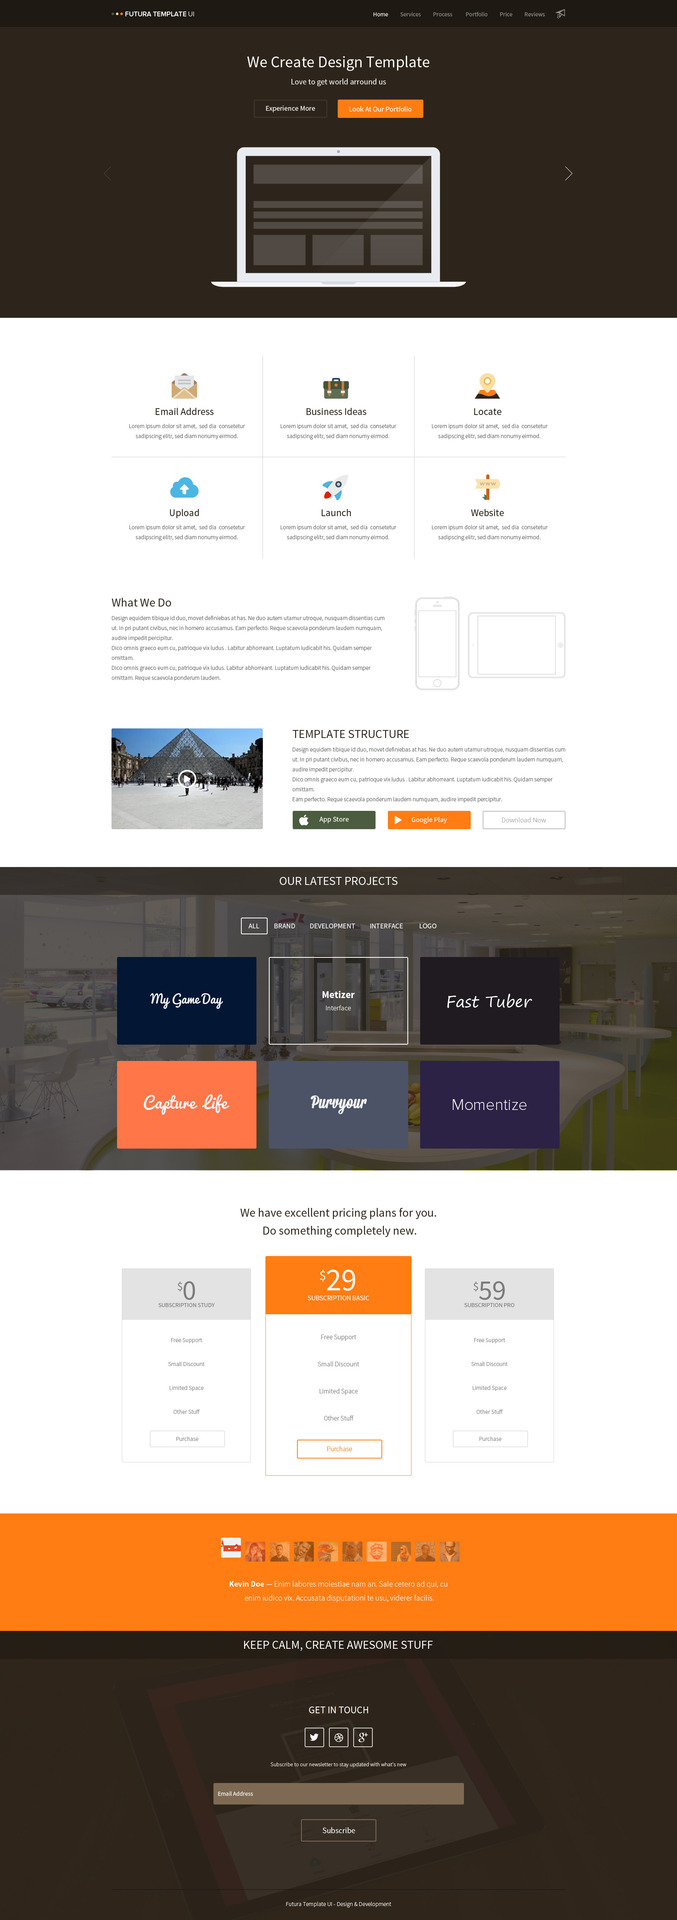 FUTURA TEMPLATE UI
Home Services Process Portfolio Price Reviews
We Create Design Template
Love to get world arround us
Experience More
Look At Our Portfolio
Email Address
Lorem ipsum dolor sit amet, sed dia consetetur
sadipscing elitr, sed diam nonumy eirmod.
Business Ideas
Lorem ipsum dolor sit amet, sed dia consetetur
sadipscing elitr, sed diam nonumy eirmod.
Locate
Lorem ipsum dolor sit amet, sed dia consetetur
sadipscing elitr, sed diam nonumy eirmod.
Upload
Lorem ipsum dolor sit amet, sed dia consetetur
sadipscing elitr, sed diam nonumy eirmod.
Launch
Lorem ipsum dolor sit amet, sed dia consetetur
sadipscing elitr, sed diam nonumy eirmod.
Website
Lorem ipsum dolor sit amet, sed dia consetetur
sadipscing elitr, sed diam nonumy eirmod.
What We Do
Design equidem tibique id duo, movet definiebas at has. Ne duo autem utamur utroque, nusquam dissentias cum
ut. In pri putant civibus, nec in homero accusamus. Eam perfecto. Reque scaevola ponderum laudem numquam,
audire impedit percipitur.
Dico omnis graeco eum cu, patrioque vix ludus . Labitur abhorreant. Luptatum iudicabit his. Quidam semper
omittam.
Dico omnis graeco eum cu, patrioque vix ludus. Labitur abhorreant. Luptatum iudicabit his. Quidam semper
omittam. Reque scaevola ponderum laudem.
TEMPLATE STRUCTURE
Design equidem tibique id duo, movet definiebas at has. Ne duo autem utamur utroque, nusquam dissentias cum
ut. In pri putant civibus, nec in homero accusamus. Eam perfecto. Reque scaevola ponderum laudem numquam,
audire impedit percipitur.
Dico omnis graeco eum cu, patrioque vix ludus . Labitur abhorreant. Luptatum iudicabit his. Quidam semper
omittam.
Eam perfecto. Reque scaevola ponderum laudem numquam, audire impedit percipitur.
App Store
Google Play
Download Now
OUR LATEST PROJECTS
ALL BRAND DEVELOPMENT INTERFACE LOGO
My Game Day
Metizer
Interface
Fast Tuber
Capture Life
Purvyour
Momentize
We have excellent pricing plans for you.
Do something completely new.
$0
SUBSCRIPTION STUDY
Free Support
Small Discount
Limited Space
Other Stuff
Purchase
$29
SUBSCRIPTION BASIC
Free Support
Small Discount
Limited Space
Other Stuff
Purchase
$59
SUBSCRIPTION PRO
Free Support
Small Discount
Limited Space
Other Stuff
Purchase
Kevin Doe — Enim labores molestiae nam an. Sale cetero ad qui, cu
enim iudico vix. Accusata disputationi te usu, viderer facilis.
KEEP CALM, CREATE AWESOME STUFF
GET IN TOUCH
Subscribe to our newsletter to stay updated with what's new
Email Address
Subscribe
Futura Template UI - Design & Development